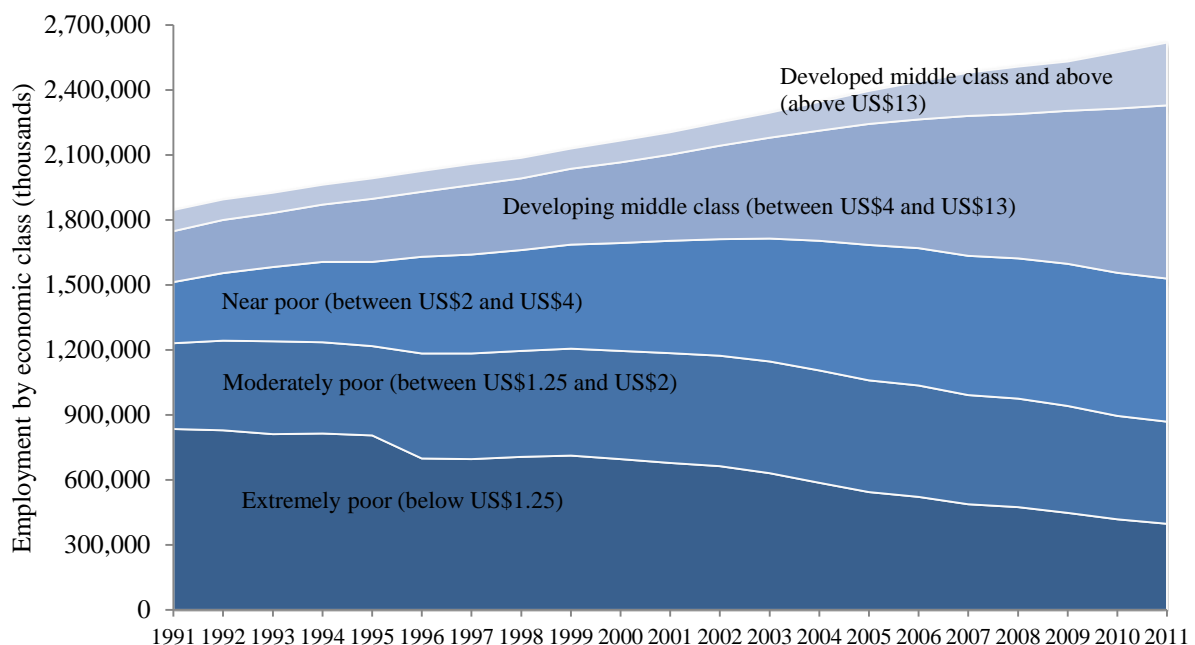 2,700,000
2,400,000
2,100,000
1,800,000
1,500,000
1,200,000
900,000
600,000
300,000
0
Employment by economic class (thousands)
Developed middle class and above
(above US$13)
Developing middle class (between US$4 and US$13)
Near poor (between US$2 and US$4)
Moderately poor (between US$1.25 and US$2)
Extremely poor (below US$1.25)
1991 1992 1993 1994 1995 1996 1997 1998 1999 2000 2001 2002 2003 2004 2005 2006 2007 2008 2009 2010 2011